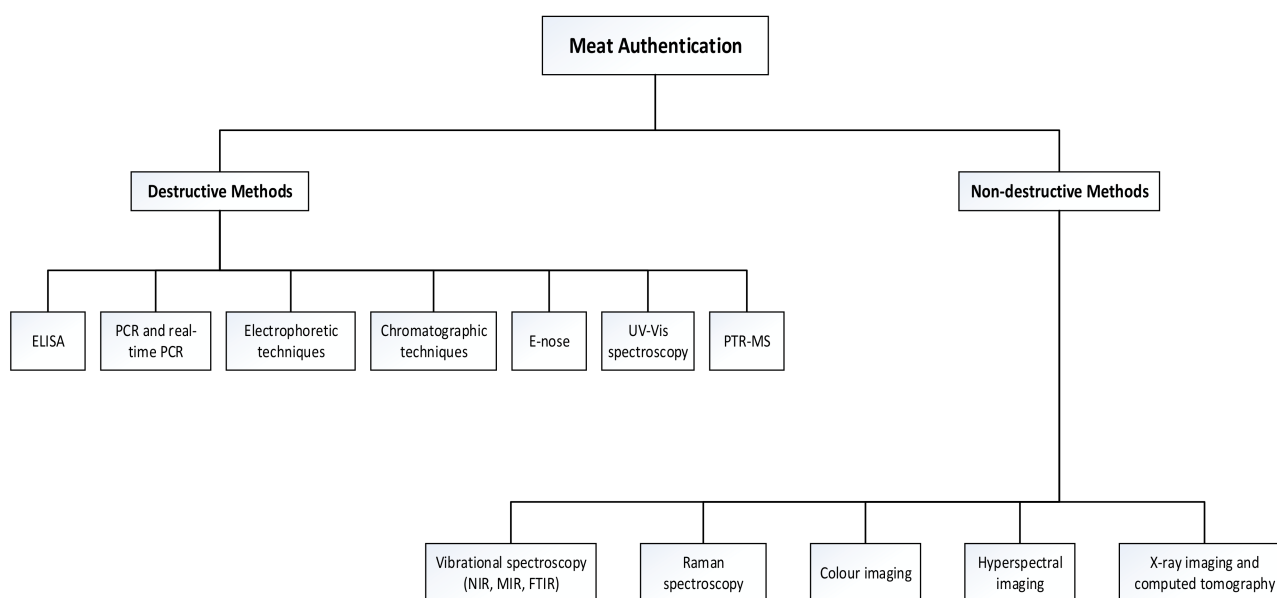 Meat Authentication
Destructive Methods
Non-destructive Methods
ELISA
PCR and real-
time PCR
Electrophoretic
techniques
Chromatographic
techniques
E-nose
UV-Vis
spectroscopy
PTR-MS
Vibrational spectroscopy
(NIR, MIR, FTIR)
Raman
spectroscopy
Colour imaging
Hyperspectral
imaging
X-ray imaging and
computed tomography